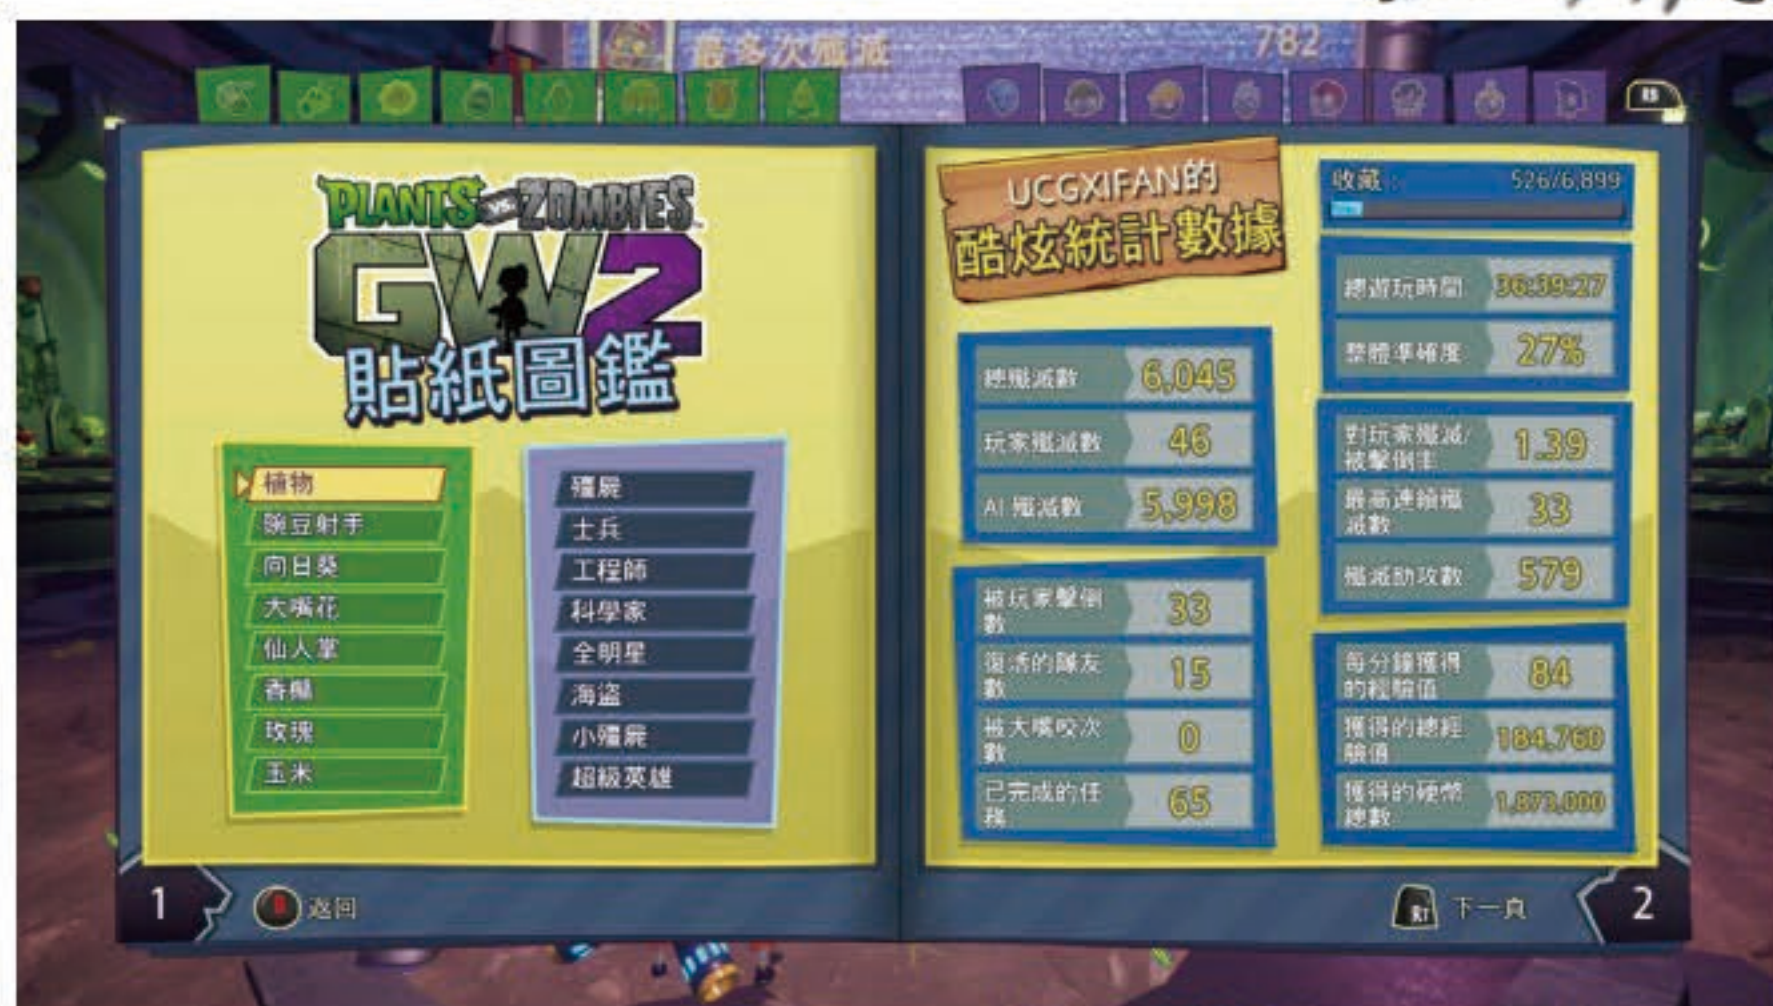 最多次殲滅 782
RB
PLANTS VS. ZOMBIES
GW2
貼紙圖鑑
植物
豌豆射手
向日葵
大嘴花
仙人掌
香橼
玫瑰
玉米
殭屍
士兵
工程師
科學家
全明星
海盜
小殭屍
超級英雄
1
返回
UCGXIFAN的
酷炫統計數據
總殲滅數 6,045
玩家殲滅數 46
AI 殲滅數 5,998
被玩家擊倒
數 33
復活的隊友
數 15
被大嘴咬次
數 0
已完成的任
務 65
收藏： 526/6,899
總遊玩時間 36:39:27
整體準確度 27%
對玩家殲滅/
被擊倒率 1.39
最高連續殲
滅數 33
殲滅助攻數 579
每分鐘獲得
的經驗值 84
獲得的總經
驗值 184,760
獲得的硬幣
總數 1,873,000
RT 下一頁
2